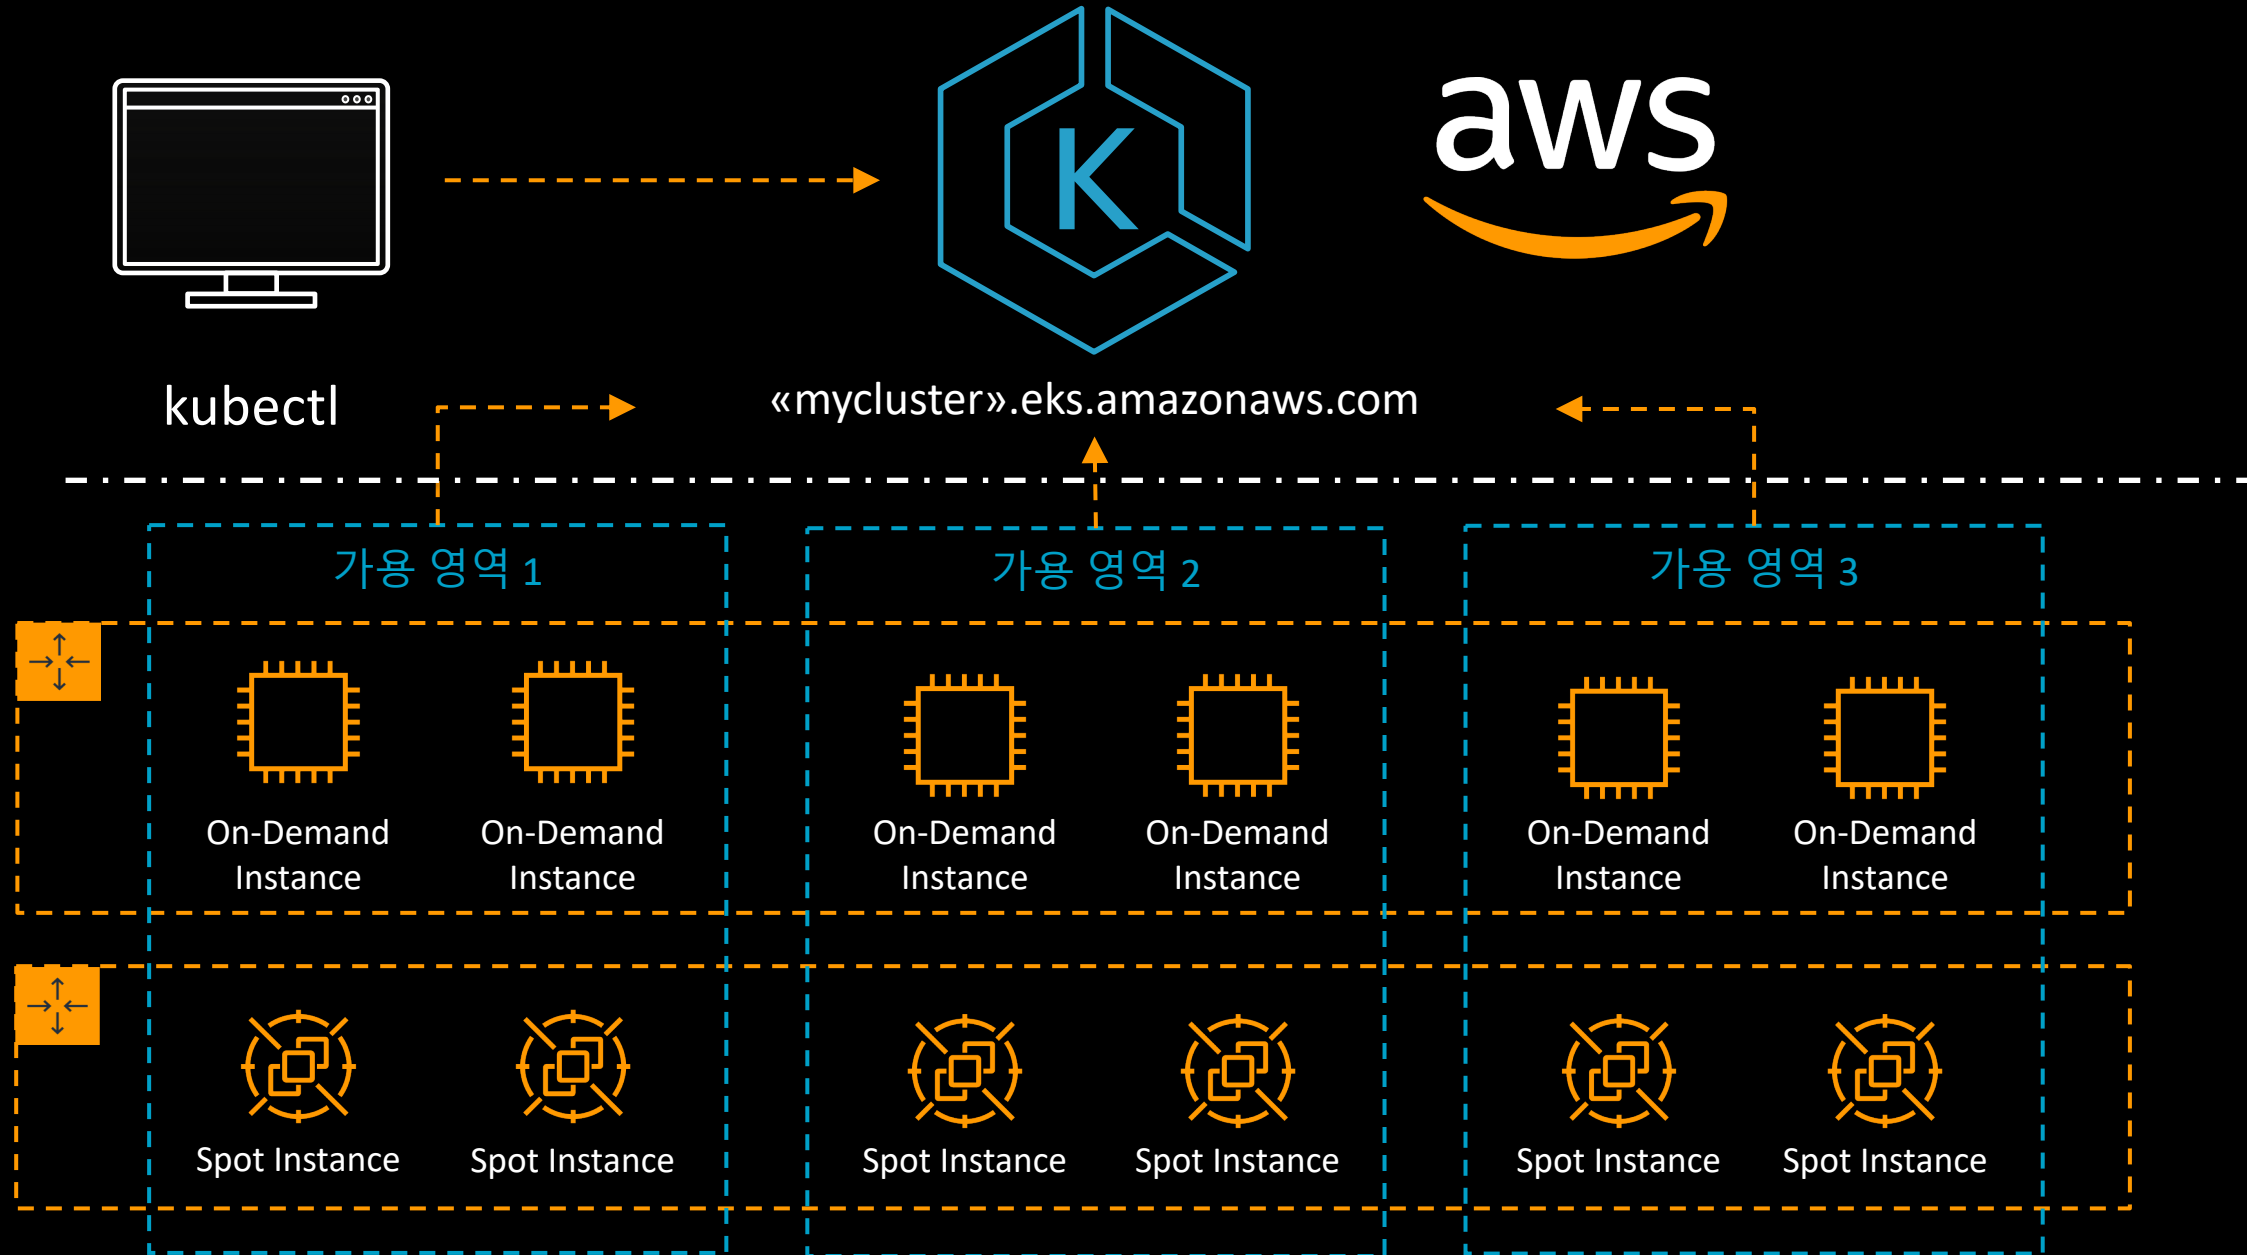 K
aws
kubectl
«mycluster».eks.amazonaws.com
가용 영역 1
가용 영역 2
가용 영역 3
On-Demand
Instance
On-Demand
Instance
On-Demand
Instance
On-Demand
Instance
On-Demand
Instance
On-Demand
Instance
Spot Instance
Spot Instance
Spot Instance
Spot Instance
Spot Instance
Spot Instance